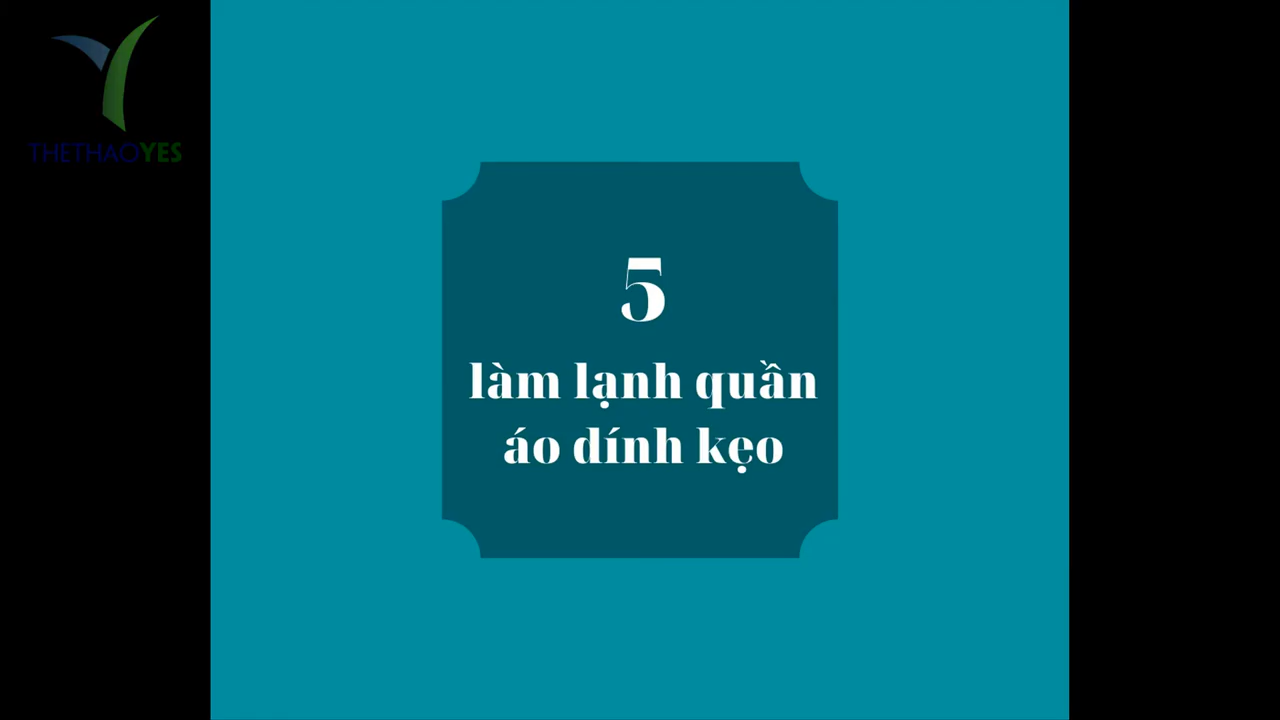 THETHAOYES
5
làm lạnh quần
áo dính kẹo